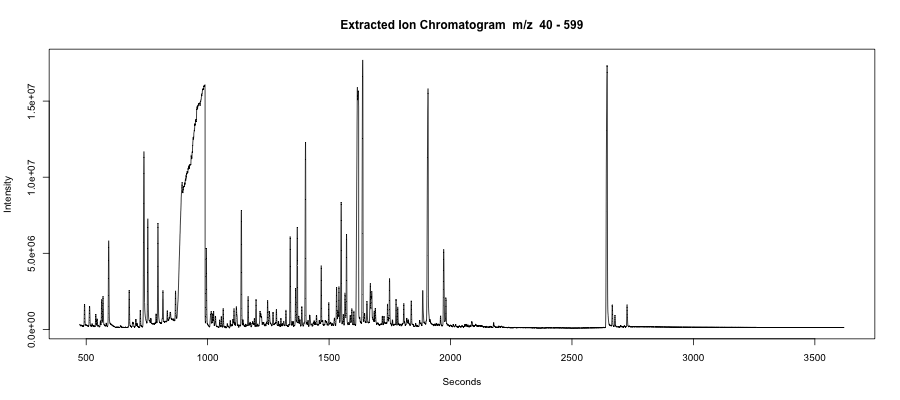 Extracted Ion Chromatogram  m/z  40 - 599
Intensity
1.5e+07
1.0e+07
5.0e+06
0.0e+00
500 1000 1500 2000 2500 3000 3500
Seconds